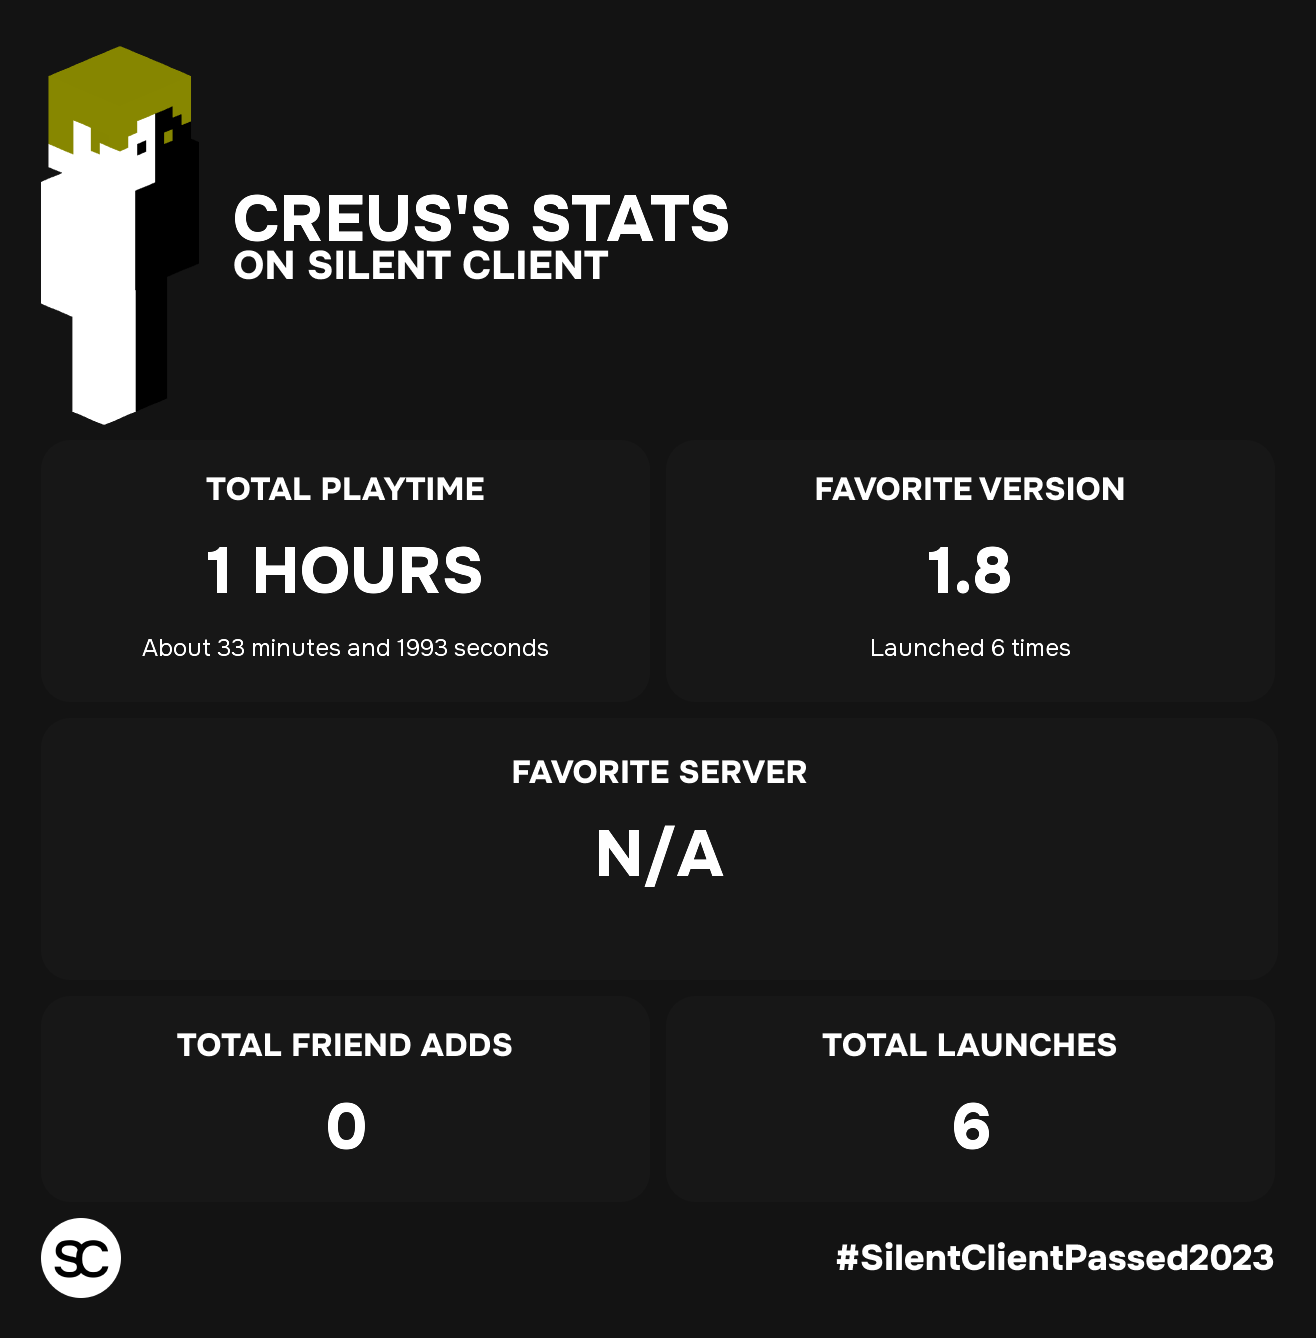 CREUS'S STATS
ON SILENT CLIENT
TOTAL PLAYTIME
1 HOURS
About 33 minutes and 1993 seconds
FAVORITE VERSION
1.8
Launched 6 times
FAVORITE SERVER
N/A
TOTAL FRIEND ADDS
0
TOTAL LAUNCHES
6
SC
#SilentClientPassed2023